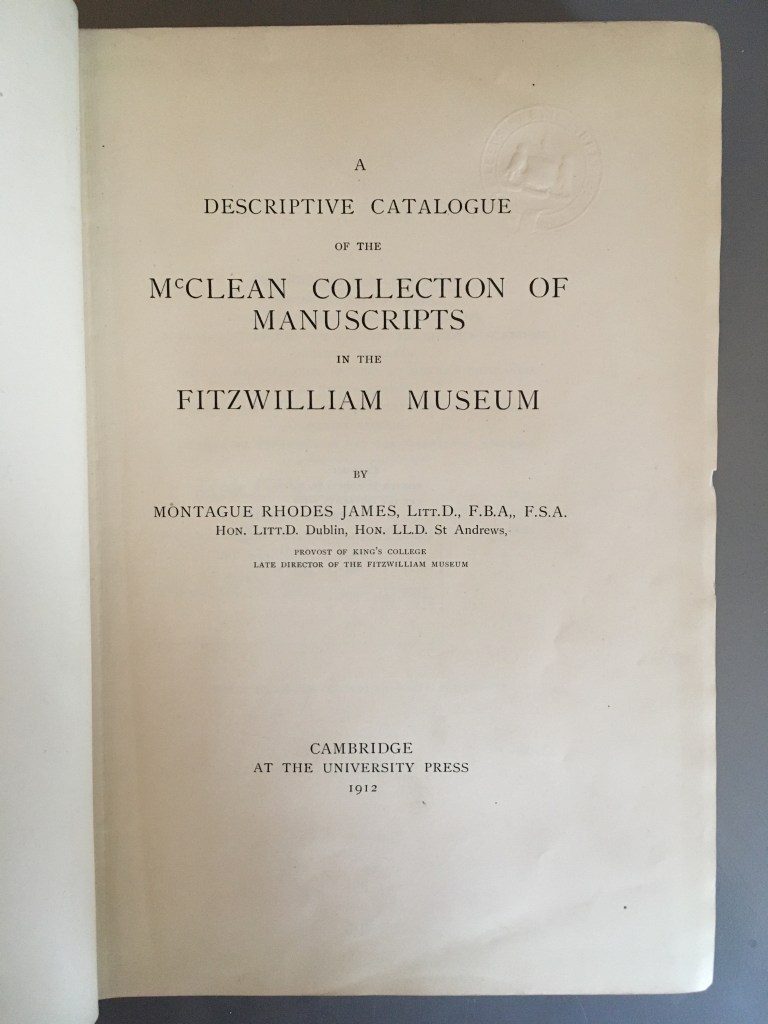 A
DESCRIPTIVE CATALOGUE
OF THE
McCLEAN COLLECTION OF
MANUSCRIPTS
IN THE
FITZWILLIAM MUSEUM
BY
MONTAGUE RHODES JAMES, LITT.D., F.B.A., F.S.A.
HON. LITT.D. Dublin, HON. LL.D. St Andrews,
PROVOST OF KING'S COLLEGE
LATE DIRECTOR OF THE FITZWILLIAM MUSEUM
CAMBRIDGE
AT THE UNIVERSITY PRESS
1912